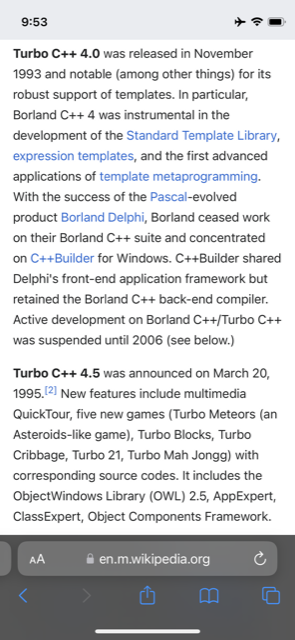 9:53
Turbo C++ 4.0 was released in November
1993 and notable (among other things) for its
robust support of templates. In particular,
Borland C++ 4 was instrumental in the
development of the Standard Template Library,
expression templates, and the first advanced
applications of template metaprogramming.
With the success of the Pascal-evolved
product Borland Delphi, Borland ceased work
on their Borland C++ suite and concentrated
on C++Builder for Windows. C++Builder shared
Delphi's front-end application framework but
retained the Borland C++ back-end compiler.
Active development on Borland C++/Turbo C++
was suspended until 2006 (see below.)
Turbo C++ 4.5 was announced on March 20,
1995.[2] New features include multimedia
QuickTour, five new games (Turbo Meteors (an
Asteroids-like game), Turbo Blocks, Turbo
Cribbage, Turbo 21, Turbo Mah Jongg) with
corresponding source codes. It includes the
ObjectWindows Library (OWL) 2.5, AppExpert,
ClassExpert, Object Components Framework.
AA en.m.wikipedia.org